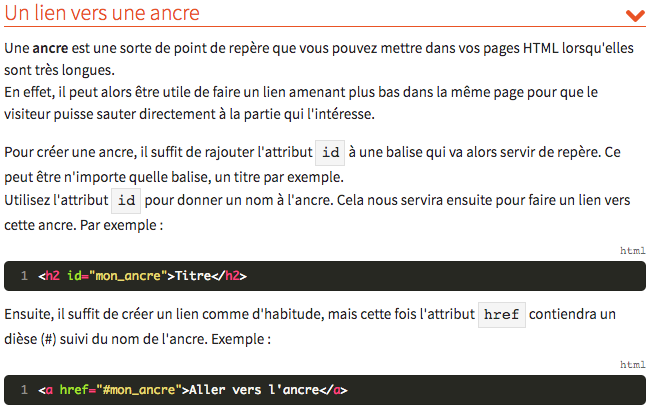 Un lien vers une ancre
Une ancre est une sorte de point de repère que vous pouvez mettre dans vos pages HTML lorsqu'elles
sont très longues.
En effet, il peut alors être utile de faire un lien amenant plus bas dans la même page pour que le
visiteur puisse sauter directement à la partie qui l'intéresse.
Pour créer une ancre, il suffit de rajouter l'attribut id à une balise qui va alors servir de repère. Ce
peut être n'importe quelle balise, un titre par exemple.
Utilisez l'attribut id pour donner un nom à l'ancre. Cela nous servira ensuite pour faire un lien vers
cette ancre. Par exemple :
html
1 <h2 id="mon_ancre">Titre</h2>
Ensuite, il suffit de créer un lien comme d'habitude, mais cette fois l'attribut href contiendra un
dièse (#) suivi du nom de l'ancre. Exemple :
html
1 <a href="#mon_ancre">Aller vers l'ancre</a>